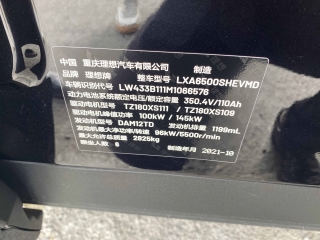 中国 重庆理想汽车有限公司 制造
品牌 理想牌 整车型号 LXA6500SHEVMD
车辆识别代号 LW433B111M1066576
动力电池系统额定电压/额定容量 350.4V/110Ah
驱动电机型号 TZ180XS111 / TZ180XS109
驱动电机峰值功率 100kW / 145kW
发动机型号 DAM12TD 发动机排量 1199mL
发动机最大净功率/转速 96kW/5500r/min
最大允许总质量 2825kg
乘坐人数 6 制造年月 2021-10